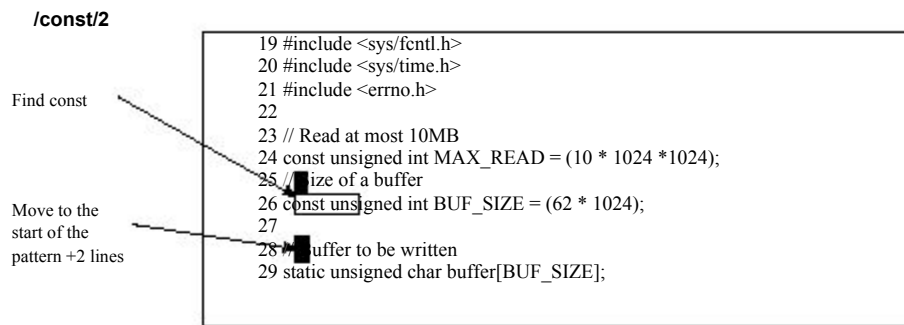 /const/2
19 #include <sys/fcntl.h>
20 #include <sys/time.h>
21 #include <errno.h>
22
23 // Read at most 10MB
24 const unsigned int MAX_READ = (10 * 1024 *1024);
25 // Size of a buffer
26 const unsigned int BUF_SIZE = (62 * 1024);
27
28 // Buffer to be written
29 static unsigned char buffer[BUF_SIZE];
Find const
Move to the
start of the
pattern +2 lines